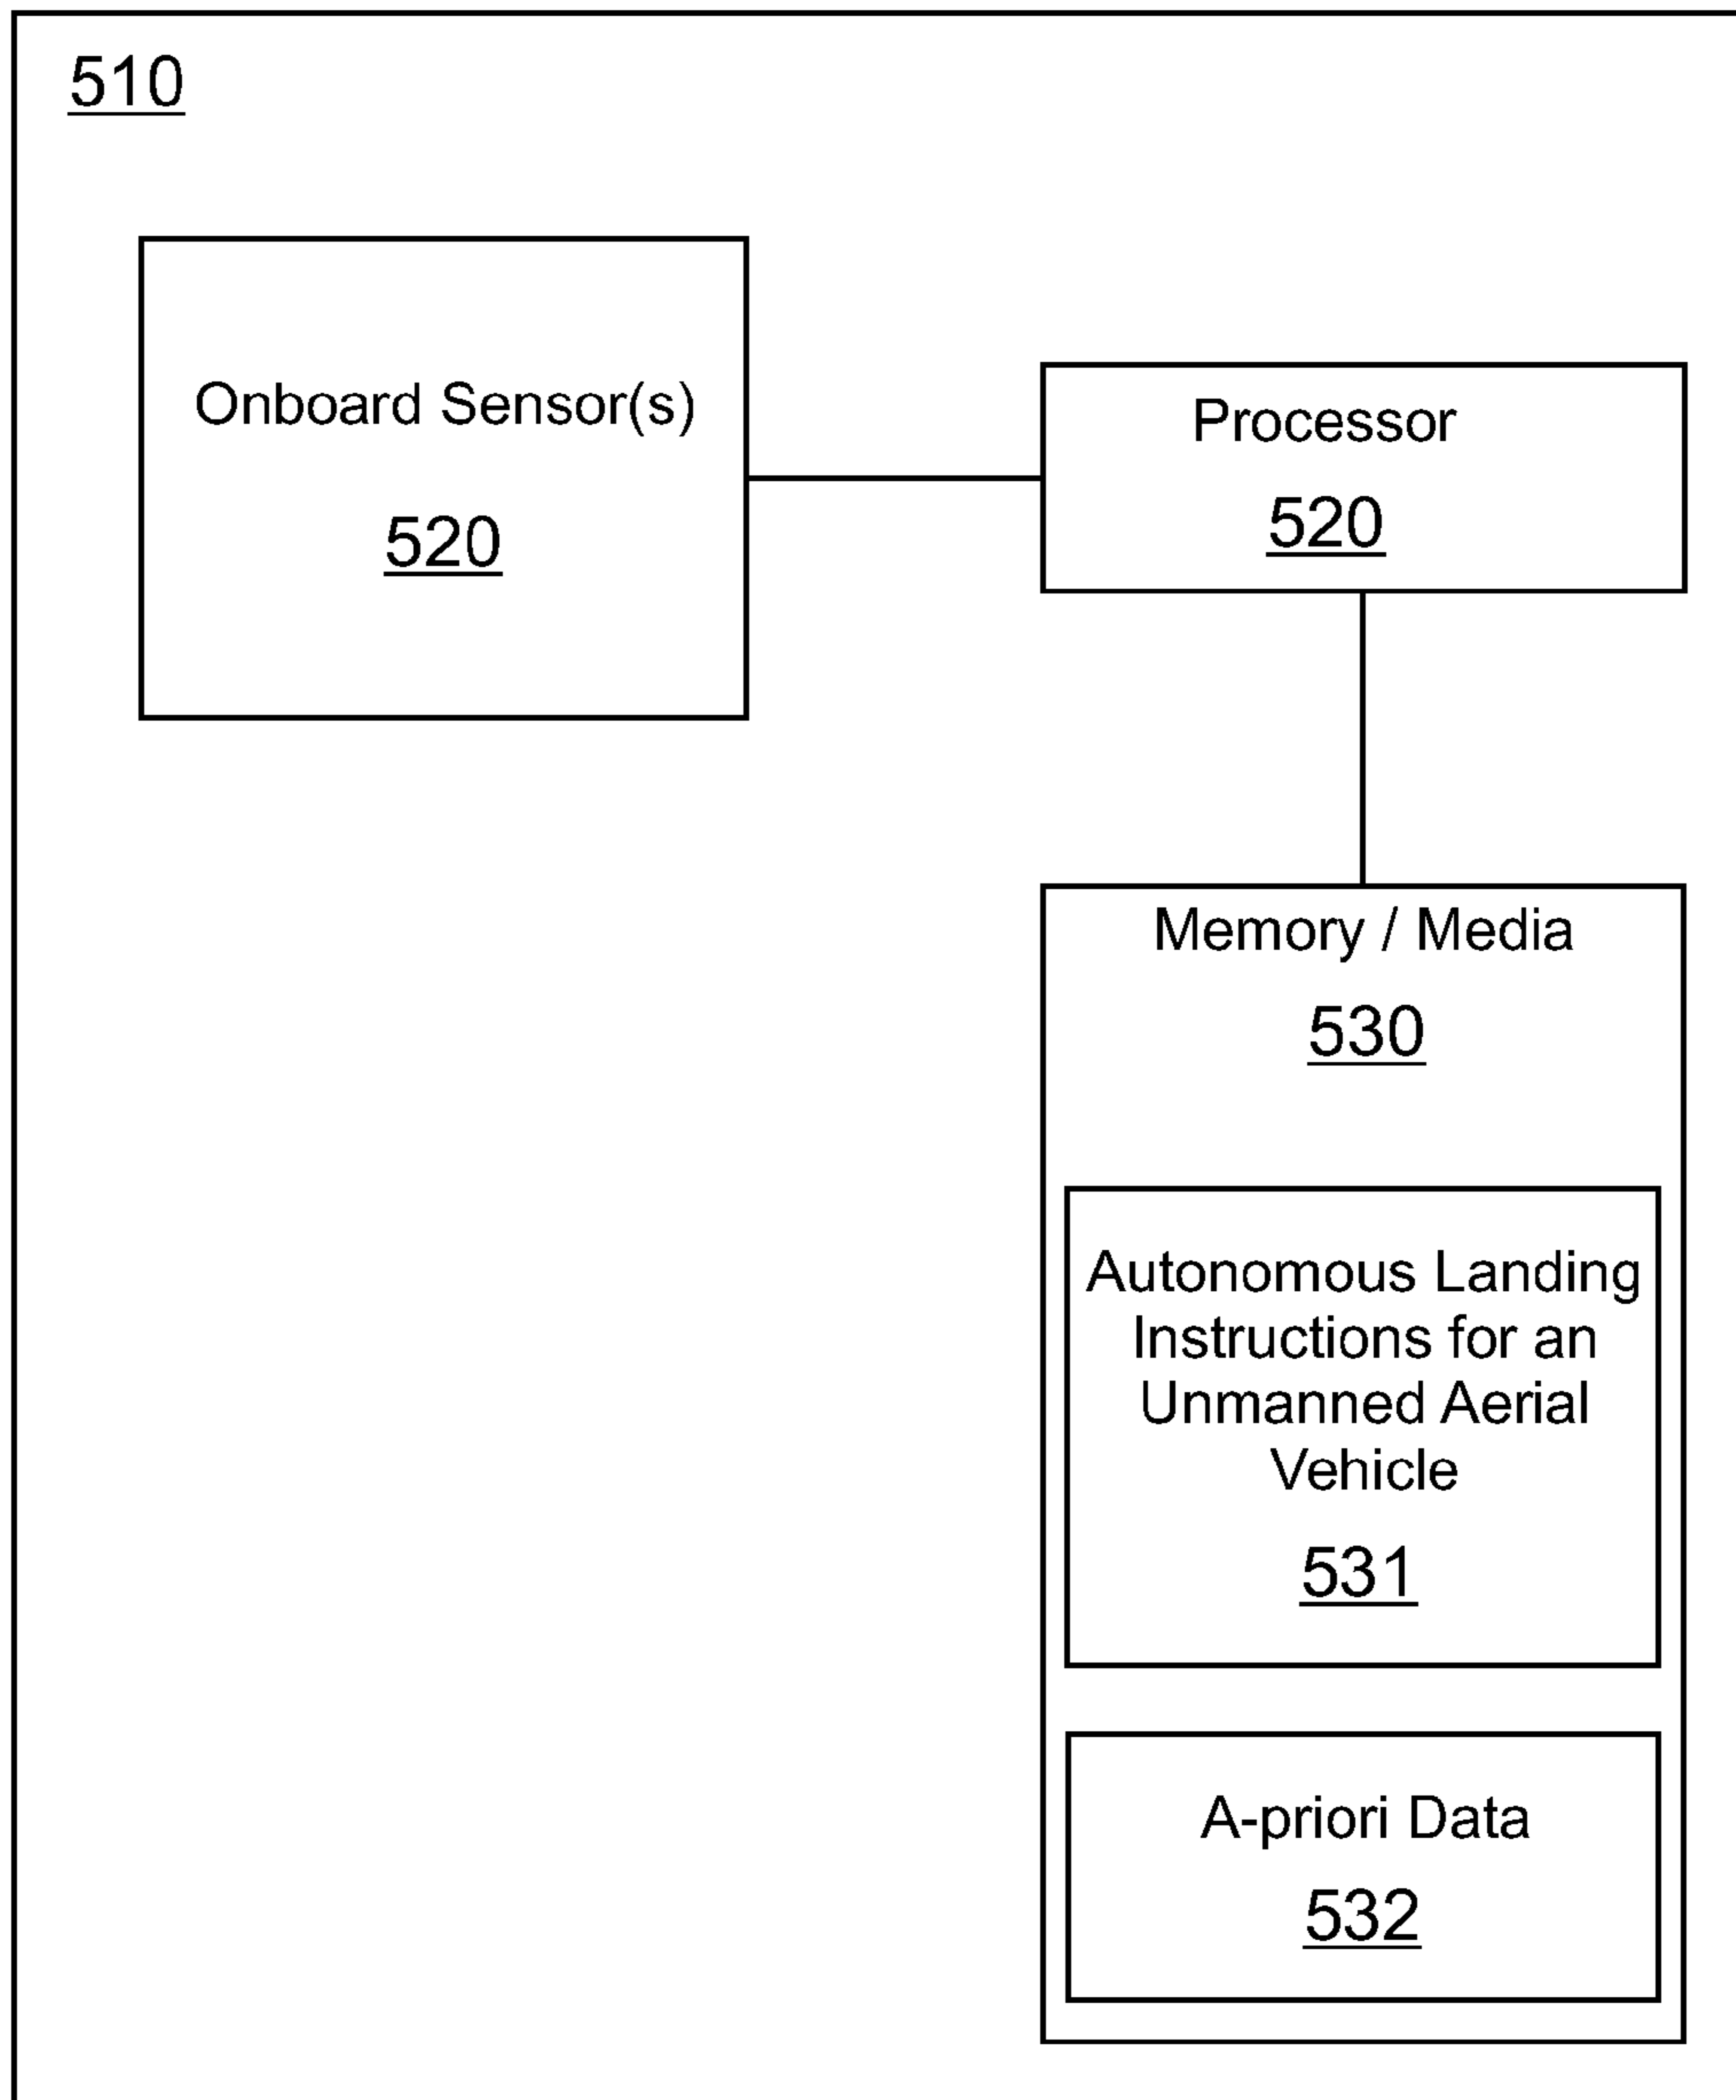 510
Onboard Sensor(s)
520
Processor
520
Memory / Media
530
Autonomous Landing
Instructions for an
Unmanned Aerial
Vehicle
531
A-priori Data
532